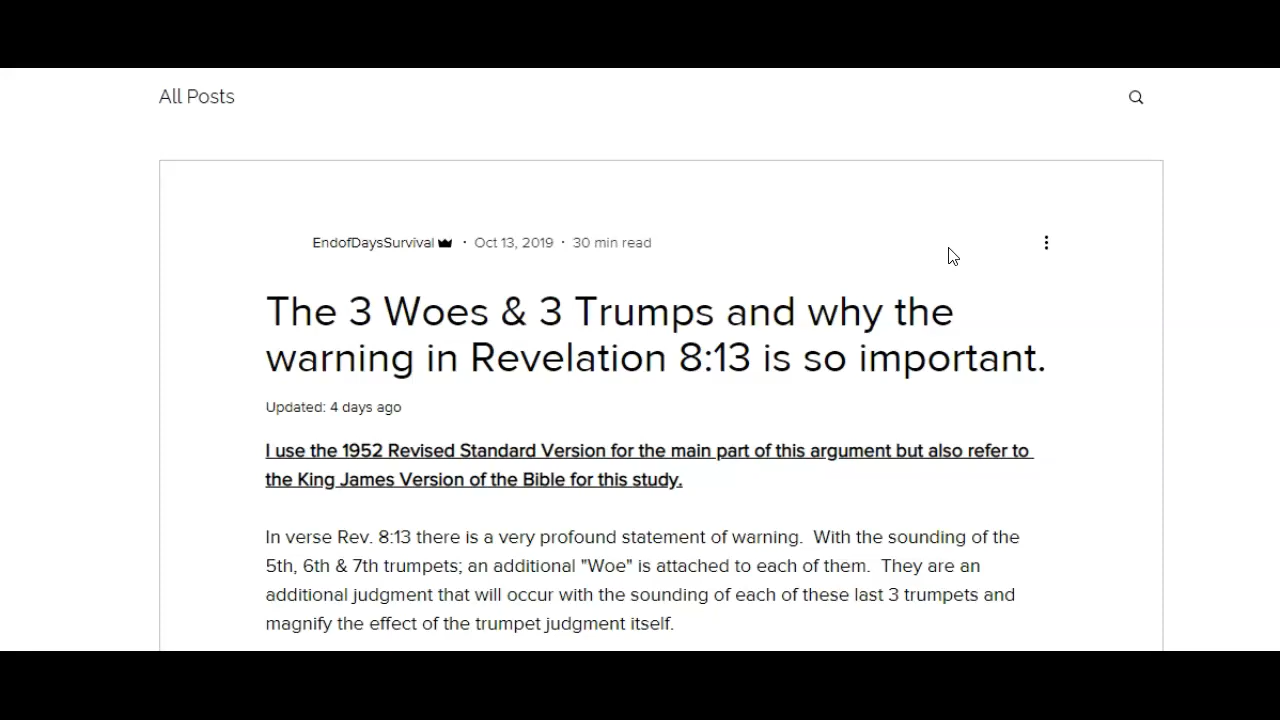 All Posts
EndofDaysSurvival · Oct 13, 2019 · 30 min read
The 3 Woes & 3 Trumps and why the
warning in Revelation 8:13 is so important.
Updated: 4 days ago
I use the 1952 Revised Standard Version for the main part of this argument but also refer to
the King James Version of the Bible for this study.
In verse Rev. 8:13 there is a very profound statement of warning.  With the sounding of the
5th, 6th & 7th trumpets; an additional "Woe" is attached to each of them.  They are an
additional judgment that will occur with the sounding of each of these last 3 trumpets and
magnify the effect of the trumpet judgment itself.